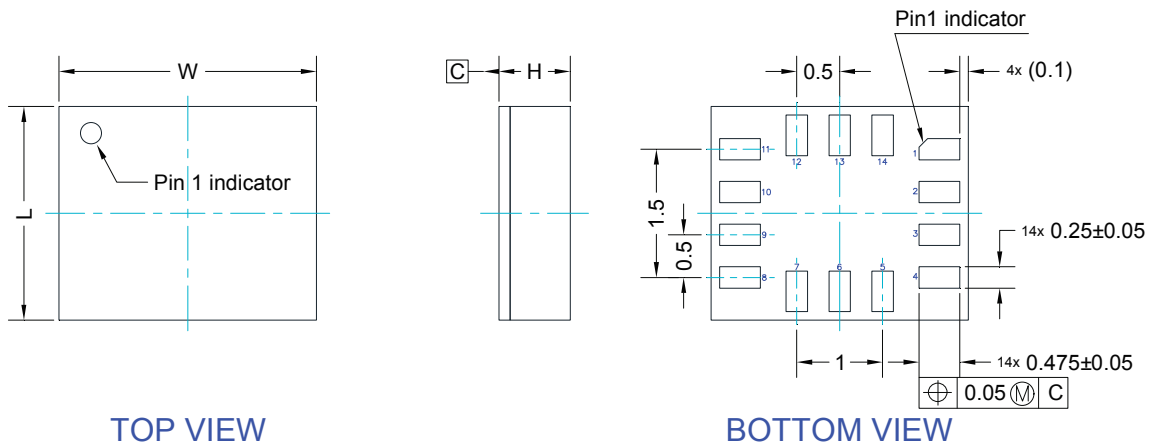 W
L
Pin 1 indicator
TOP VIEW
C
H
Pin1 indicator
0.5
4x (0.1)
11
12
13
14
1
10
2
9
3
8
7
6
5
4
1.5
0.5
14x 0.25±0.05
1
14x 0.475±0.05
⌖ 0.05 Ⓜ C
BOTTOM VIEW